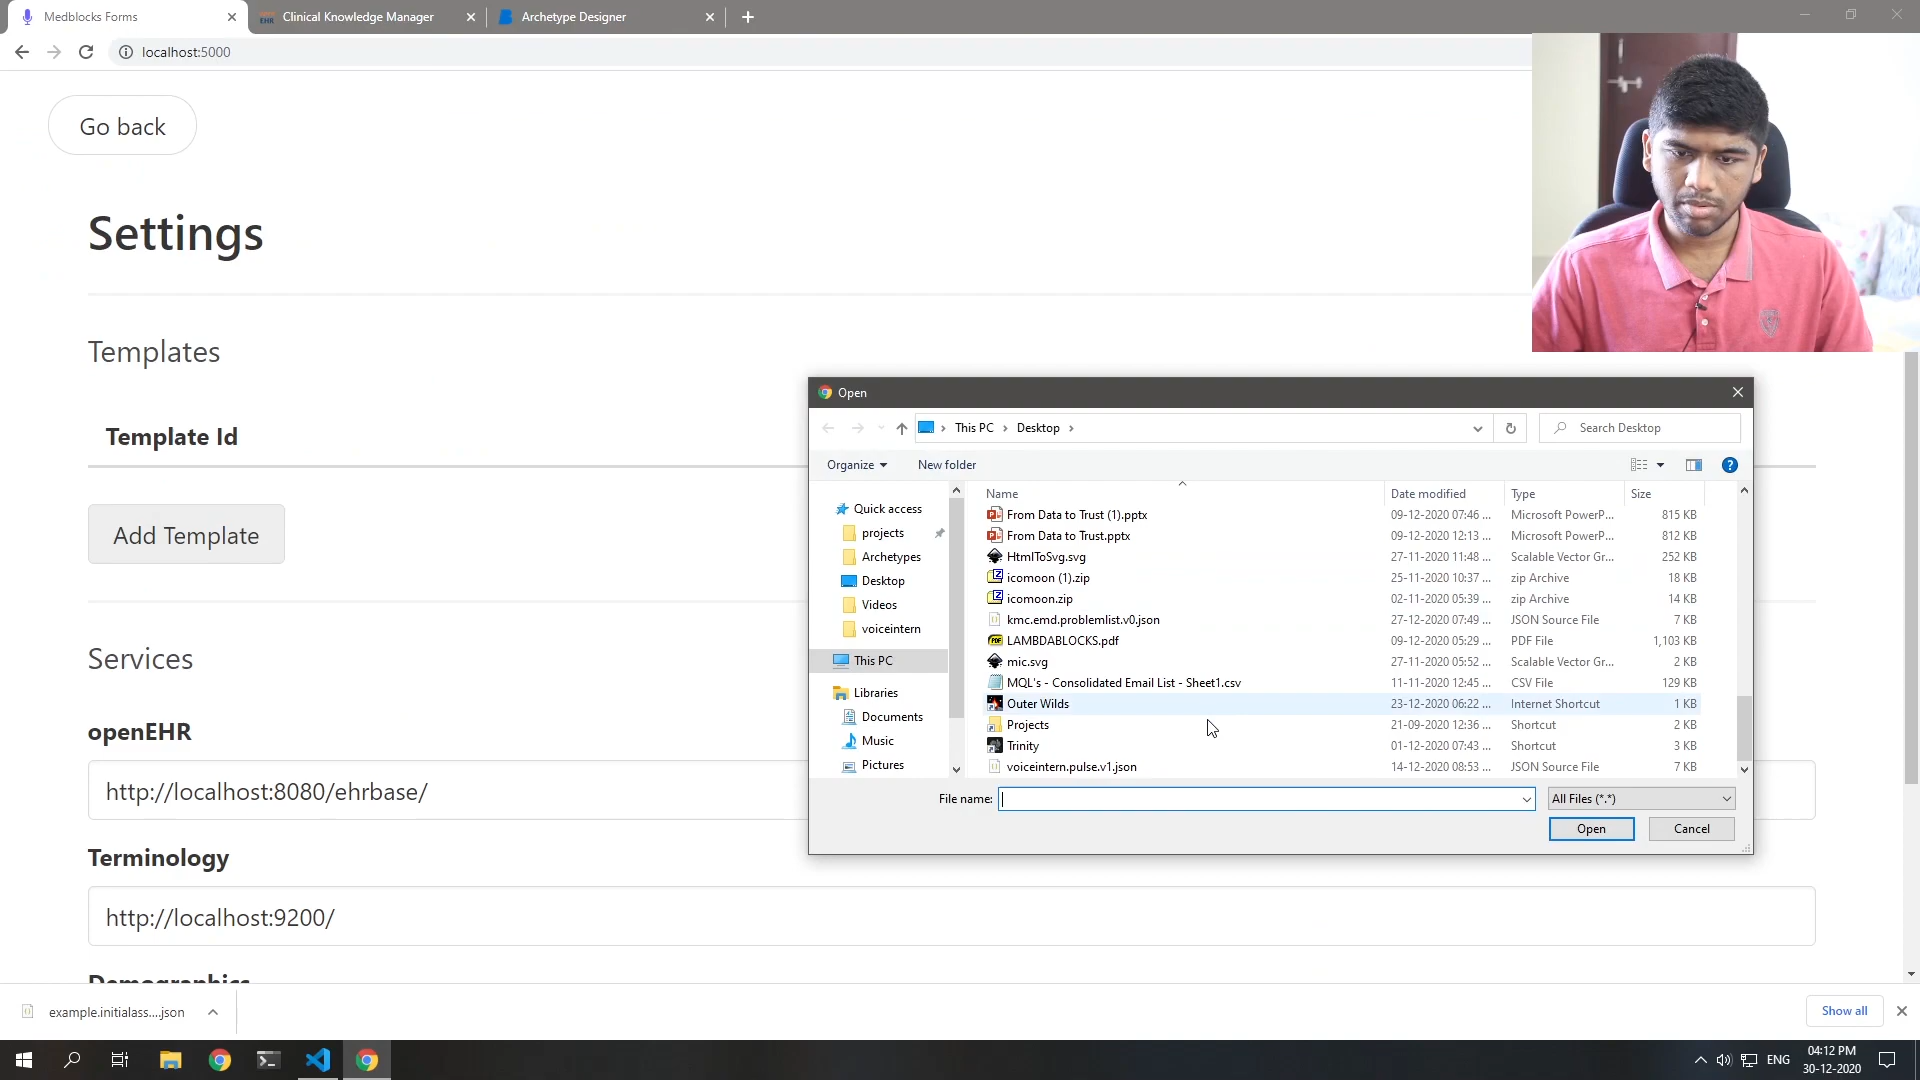 Medblocks Forms
EHR Clinical Knowledge Manager
Archetype Designer
localhost:5000
Go back
Settings
Templates
Template Id
Add Template
Services
openEHR
http://localhost:8080/ehrbase/
Terminology
http://localhost:9200/
Demographics
Open
This PC
Desktop
Search Desktop
Organize
New folder
Quick access
projects
Archetypes
Desktop
Videos
voiceintern
This PC
Libraries
Documents
Music
Pictures
Name Date modified Type Size
From Data to Trust (1).pptx 09-12-2020 07:46 ... Microsoft PowerP... 815 KB
From Data to Trust.pptx 09-12-2020 12:13 ... Microsoft PowerP... 812 KB
HtmlToSvg.svg 27-11-2020 11:48 ... Scalable Vector Gr... 252 KB
icomoon (1).zip 25-11-2020 10:37 ... zip Archive 18 KB
icomoon.zip 02-11-2020 05:39 ... zip Archive 14 KB
kmc.emd.problemlist.v0.json 27-12-2020 07:49 ... JSON Source File 7 KB
LAMBDABLOCKS.pdf 09-12-2020 05:29 ... PDF File 1,103 KB
mic.svg 27-11-2020 05:52 ... Scalable Vector Gr... 2 KB
MQL's - Consolidated Email List - Sheet1.csv 11-11-2020 12:45 ... CSV File 129 KB
Outer Wilds 23-12-2020 06:22 ... Internet Shortcut 1 KB
Projects 21-09-2020 12:36 ... Shortcut 2 KB
Trinity 01-12-2020 07:43 ... Shortcut 3 KB
voiceintern.pulse.v1.json 14-12-2020 08:53 ... JSON Source File 7 KB
File name:
All Files (*.*)
Open
Cancel
example.initialass....json
Show all
ENG
04:12 PM
30-12-2020